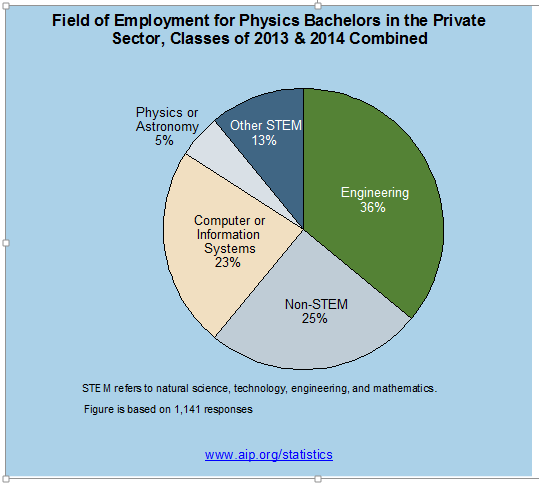 Field of Employment for Physics Bachelors in the Private
Sector, Classes of 2013 & 2014 Combined
Physics or
Astronomy
5%
Other STEM
13%
Engineering
36%
Computer or
Information
Systems
23%
Non-STEM
25%
STEM refers to natural science, technology, engineering, and mathematics.
Figure is based on 1,141 responses
www.aip.org/statistics